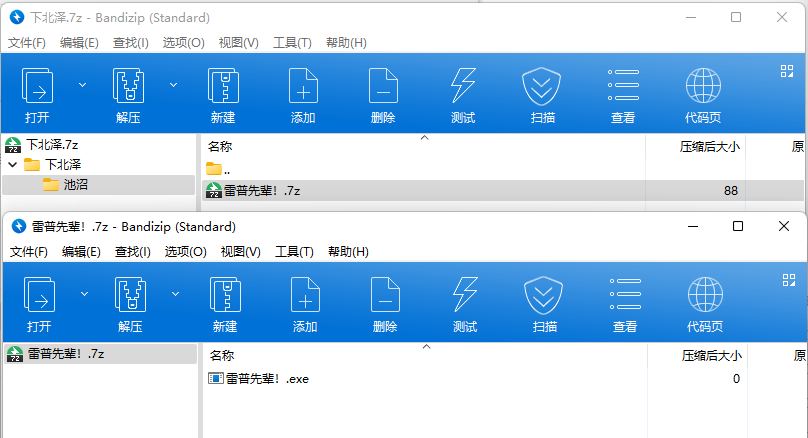 下北泽.7z - Bandizip (Standard)
文件(F) 编辑(E) 查找(I) 选项(O) 视图(V) 工具(T) 帮助(H)
打开 解压 新建 添加 删除 测试 扫描 查看 代码页
下北泽.7z
下北泽
池沼
名称 压缩后大小 原
..
雷普先辈！.7z 88
雷普先辈！.7z - Bandizip (Standard)
文件(F) 编辑(E) 查找(I) 选项(O) 视图(V) 工具(T) 帮助(H)
打开 解压 新建 添加 删除 测试 扫描 查看 代码页
雷普先辈！.7z
名称 压缩后大小 原
雷普先辈！.exe 0